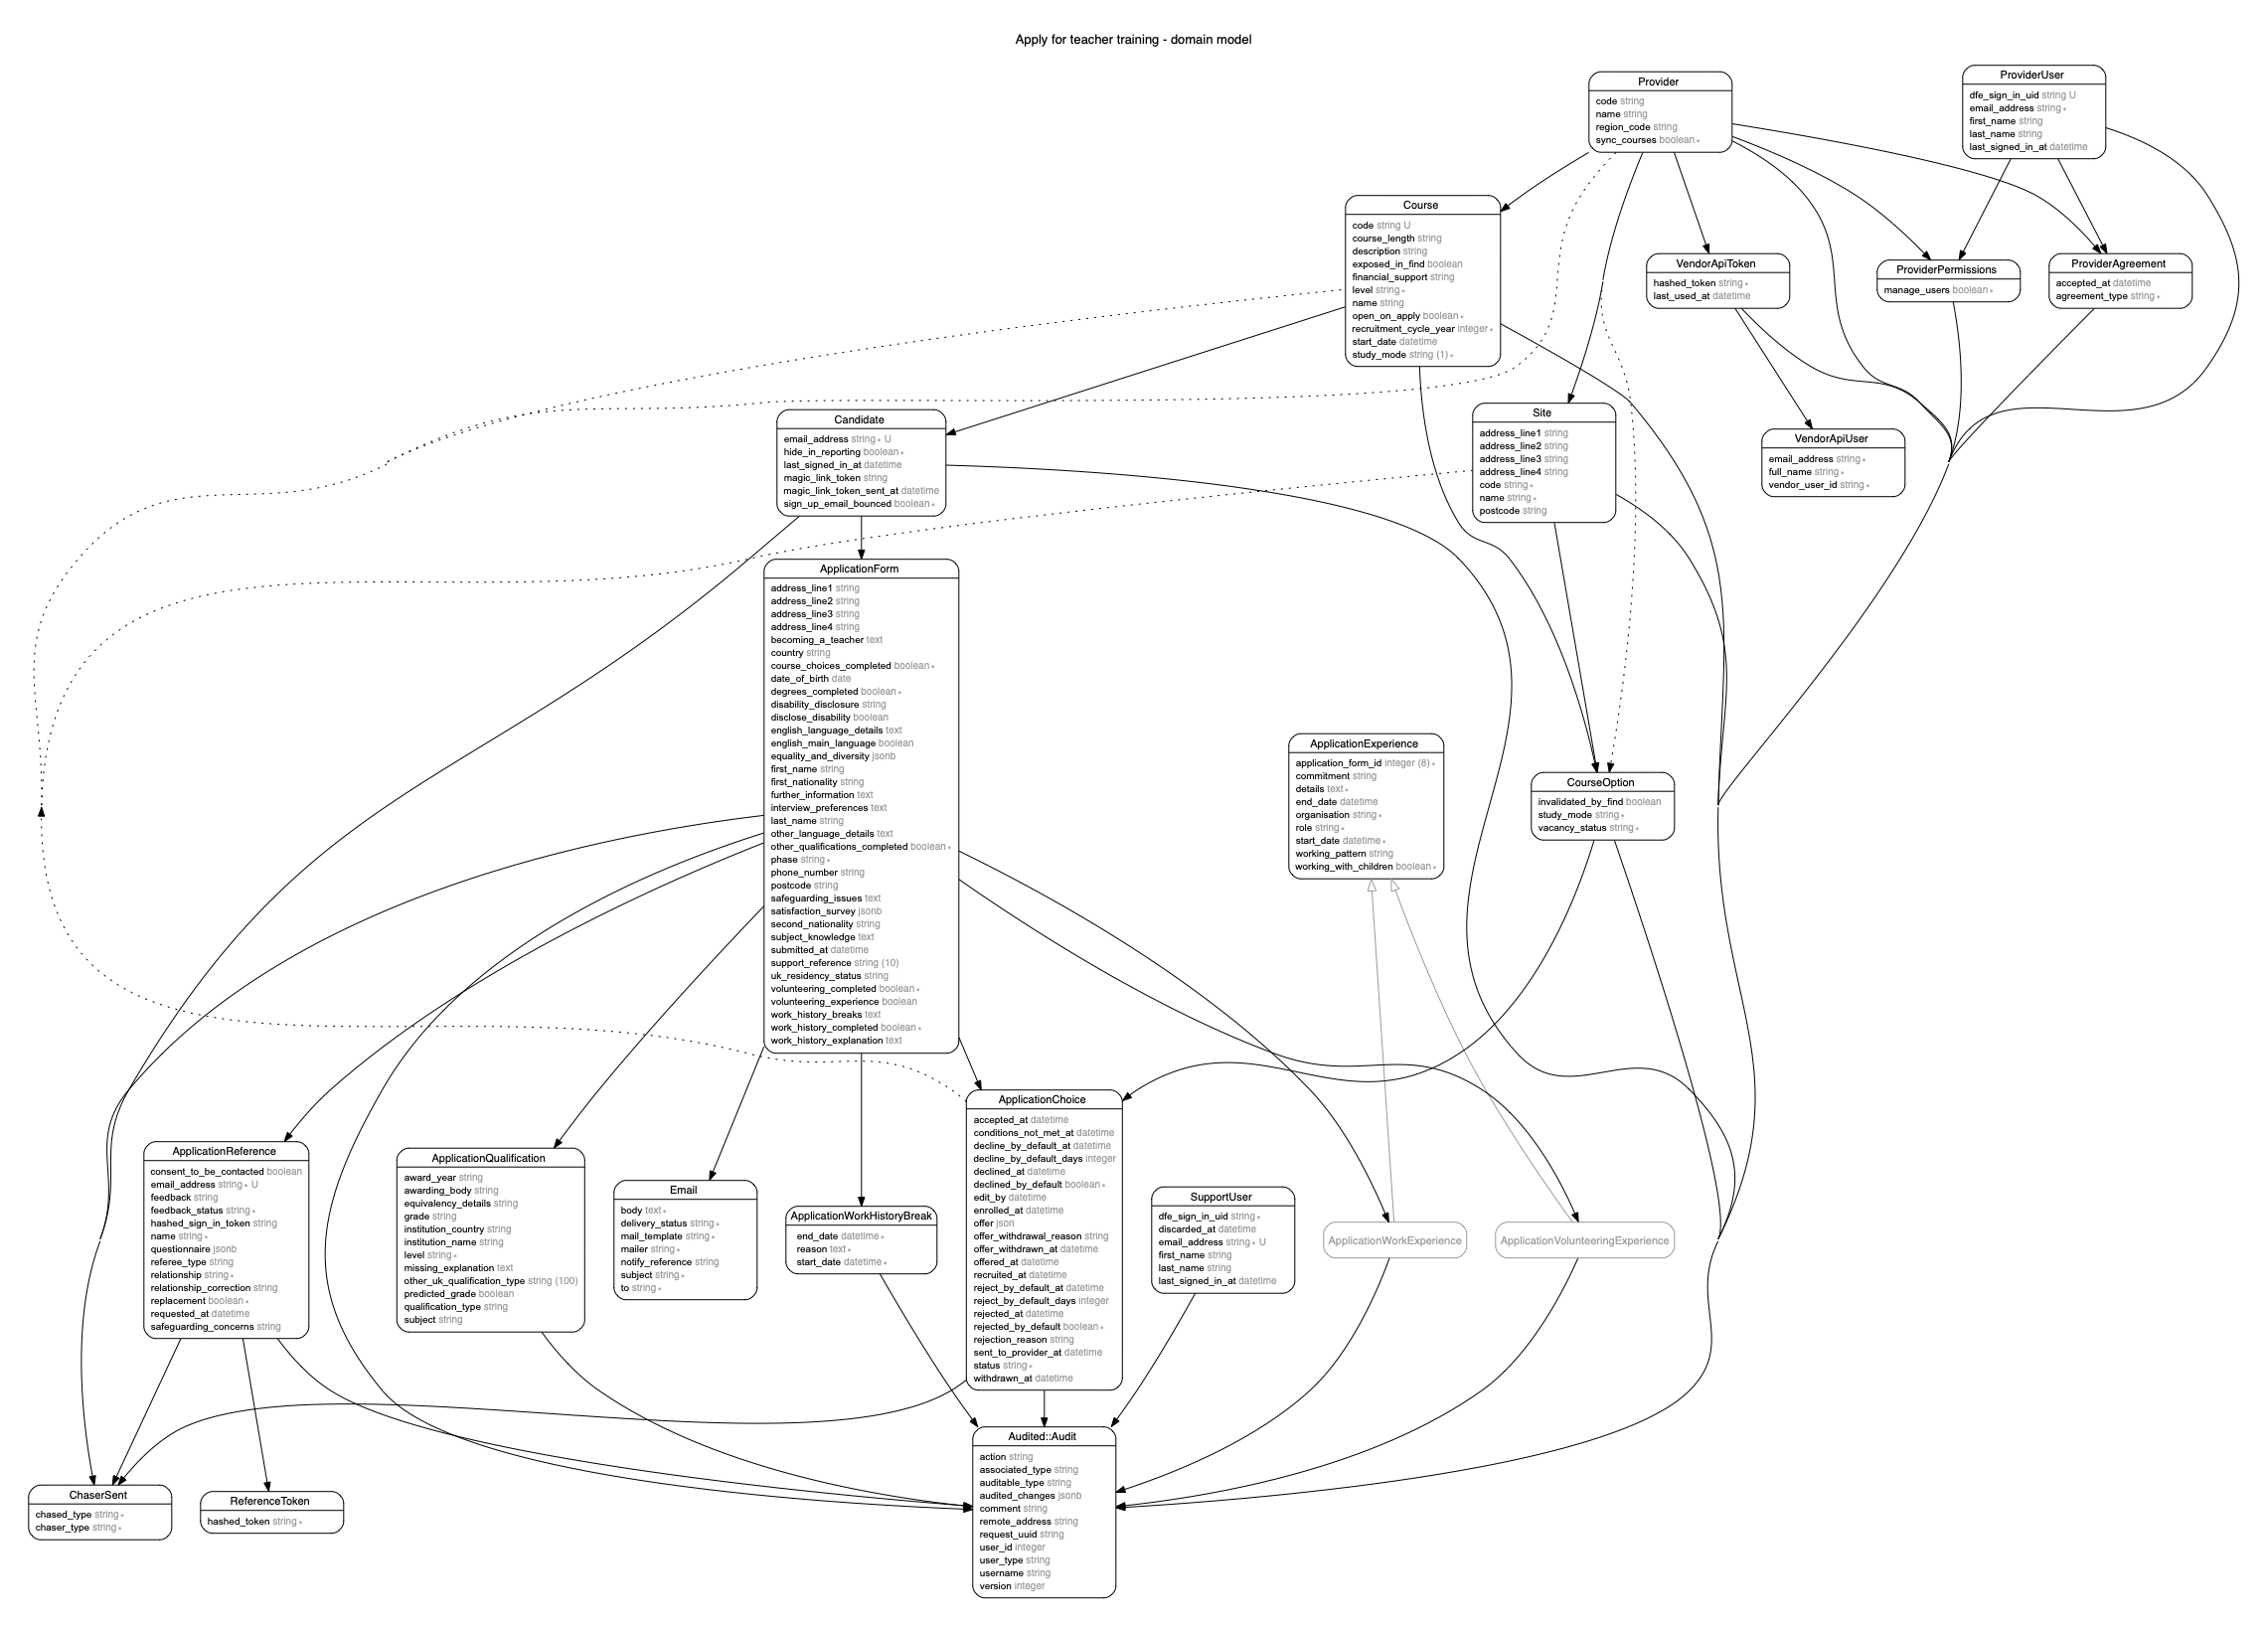 Apply for teacher training - domain model
Provider
code string
name string
region_code string
sync_courses boolean ∗
ProviderUser
dfe_sign_in_uid string U
email_address string ∗
first_name string
last_name string
last_signed_in_at datetime
Course
code string U
course_length string
description string
exposed_in_find boolean
financial_support string
level string ∗
name string
open_on_apply boolean ∗
recruitment_cycle_year integer ∗
start_date datetime
study_mode string (1) ∗
VendorApiToken
hashed_token string ∗
last_used_at datetime
ProviderPermissions
manage_users boolean ∗
ProviderAgreement
accepted_at datetime
agreement_type string ∗
Candidate
email_address string ∗ U
hide_in_reporting boolean ∗
last_signed_in_at datetime
magic_link_token string
magic_link_token_sent_at datetime
sign_up_email_bounced boolean ∗
Site
address_line1 string
address_line2 string
address_line3 string
address_line4 string
code string ∗
name string ∗
postcode string
VendorApiUser
email_address string ∗
full_name string ∗
vendor_user_id string ∗
ApplicationForm
address_line1 string
address_line2 string
address_line3 string
address_line4 string
becoming_a_teacher text
country string
course_choices_completed boolean ∗
date_of_birth date
degrees_completed boolean ∗
disability_disclosure string
disclose_disability boolean
english_language_details text
english_main_language boolean
equality_and_diversity jsonb
first_name string
first_nationality string
further_information text
interview_preferences text
last_name string
other_language_details text
other_qualifications_completed boolean ∗
phase string ∗
phone_number string
postcode string
safeguarding_issues text
satisfaction_survey jsonb
second_nationality string
subject_knowledge text
submitted_at datetime
support_reference string (10)
uk_residency_status string
volunteering_completed boolean ∗
volunteering_experience boolean
work_history_breaks text
work_history_completed boolean ∗
work_history_explanation text
ApplicationExperience
application_form_id integer (8) ∗
commitment string
details text ∗
end_date datetime
organisation string ∗
role string ∗
start_date datetime ∗
working_pattern string
working_with_children boolean ∗
CourseOption
invalidated_by_find boolean
study_mode string ∗
vacancy_status string ∗
ApplicationReference
consent_to_be_contacted boolean
email_address string ∗ U
feedback string
feedback_status string ∗
hashed_sign_in_token string
name string ∗
questionnaire jsonb
referee_type string
relationship string ∗
relationship_correction string
replacement boolean ∗
requested_at datetime
safeguarding_concerns string
ApplicationQualification
award_year string
awarding_body string
equivalency_details string
grade string
institution_country string
institution_name string
level string ∗
missing_explanation text
other_uk_qualification_type string (100)
predicted_grade boolean
qualification_type string
subject string
Email
body text ∗
delivery_status string ∗
mail_template string ∗
mailer string ∗
notify_reference string
subject string ∗
to string ∗
ApplicationWorkHistoryBreak
end_date datetime ∗
reason text ∗
start_date datetime ∗
ApplicationChoice
accepted_at datetime
conditions_not_met_at datetime
decline_by_default_at datetime
decline_by_default_days integer
declined_at datetime
declined_by_default boolean ∗
edit_by datetime
enrolled_at datetime
offer json
offer_withdrawal_reason string
offer_withdrawn_at datetime
offered_at datetime
recruited_at datetime
reject_by_default_at datetime
reject_by_default_days integer
rejected_at datetime
rejected_by_default boolean ∗
rejection_reason string
sent_to_provider_at datetime
status string ∗
withdrawn_at datetime
SupportUser
dfe_sign_in_uid string ∗
discarded_at datetime
email_address string ∗ U
first_name string
last_name string
last_signed_in_at datetime
ApplicationWorkExperience
ApplicationVolunteeringExperience
ChaserSent
chased_type string ∗
chaser_type string ∗
ReferenceToken
hashed_token string ∗
Audited::Audit
action string
associated_type string
auditable_type string
audited_changes jsonb
comment string
remote_address string
request_uuid string
user_id integer
user_type string
username string
version integer